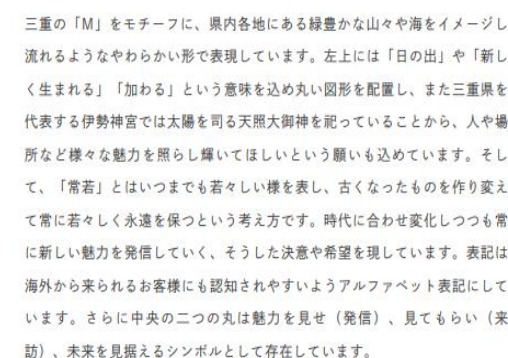 三重の「M」をモチーフに、県内各地にある緑豊かな山々や海をイメージし
流れるようなやわらかい形で表現しています。左上には「日の出」や「新し
く生まれる」「加わる」という意味を込め丸い図形を配置し、また三重県を
代表する伊勢神宮では太陽を司る天照大御神を祀っていることから、人や場
所など様々な魅力を照らし輝いてほしいという願いも込めています。そし
て、「常若」とはいつまでも若々しい様を表し、古くなったものを作り変え
て常に若々しく永遠を保つという考え方です。時代に合わせ変化しつつも常
に新しい魅力を発信していく、そうした決意や希望を現しています。表記は
海外から来られるお客様にも認知されやすいようアルファベット表記にして
います。さらに中央の二つの丸は魅力を見せ（発信）、見てもらい（来
訪）、未来を見据えるシンボルとして存在しています。